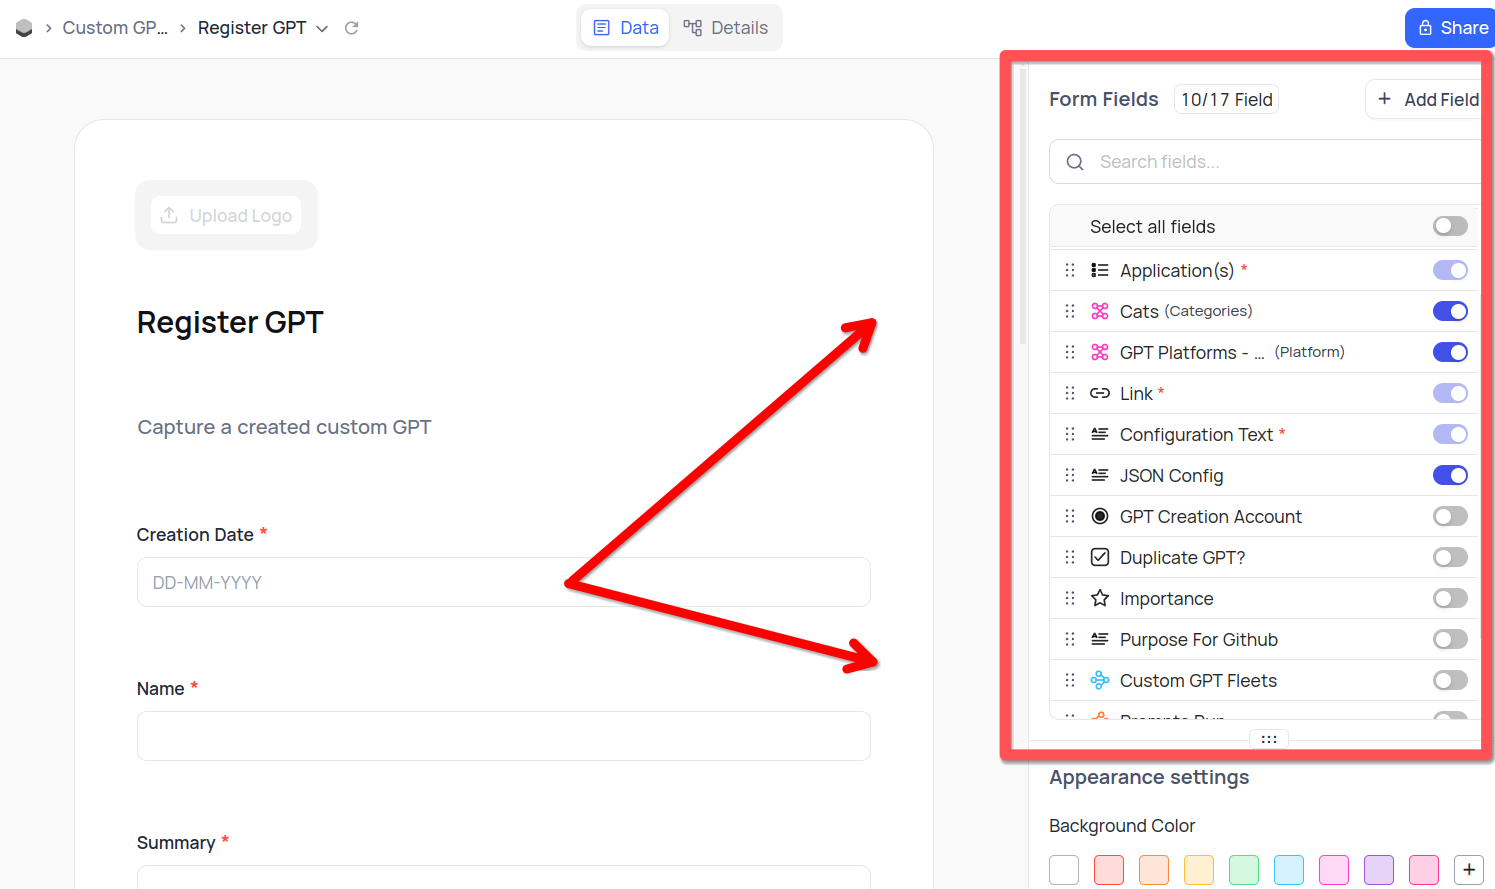 Custom GP...
Register GPT
Data
Details
Share
Upload Logo
Register GPT
Capture a created custom GPT
Creation Date *
DD-MM-YYYY
Name *
Summary *
Form Fields
10/17 Field
+ Add Field
Search fields...
Select all fields
Application(s) *
Cats (Categories)
GPT Platforms - ... (Platform)
Link *
Configuration Text *
JSON Config
GPT Creation Account
Duplicate GPT?
Importance
Purpose For Github
Custom GPT Fleets
Prompts Run
Appearance settings
Background Color